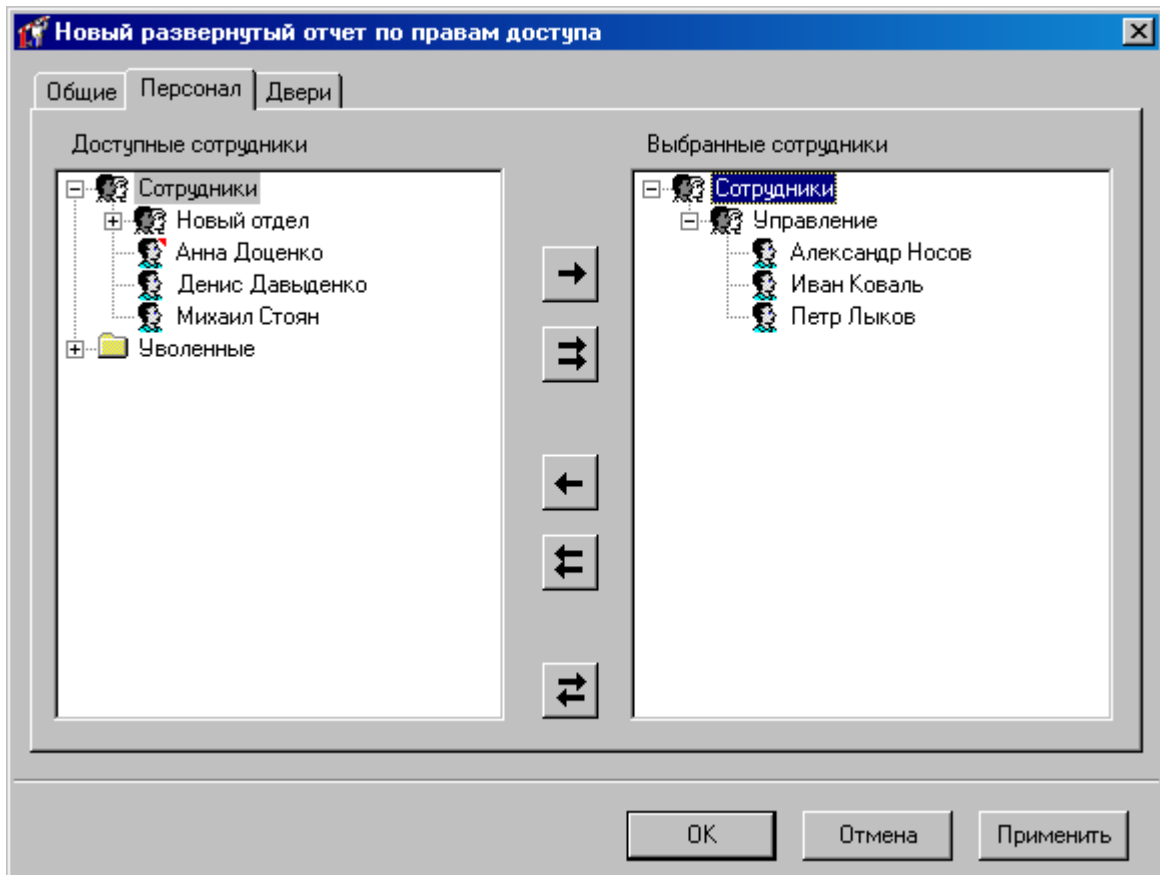 Новый развернутый отчет по правам доступа
Общие Персонал Двери
Доступные сотрудники
Сотрудники
Новый отдел
Анна Доценко
Денис Давыденко
Михаил Стоян
Уволенные
Выбранные сотрудники
Сотрудники
Управление
Александр Носов
Иван Коваль
Петр Лыков
OK Отмена Применить